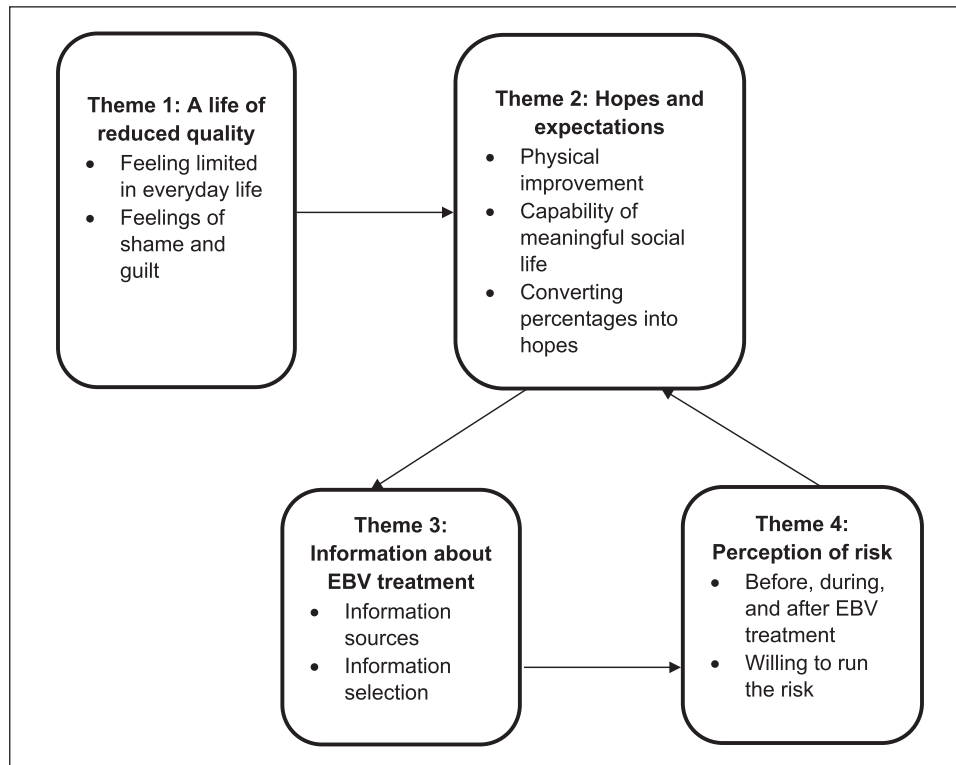 Theme 1: A life of
reduced quality
• Feeling limited
in everyday life
• Feelings of
shame and
guilt
Theme 2: Hopes and
expectations
• Physical
improvement
• Capability of
meaningful social
life
• Converting
percentages into
hopes
Theme 3:
Information about
EBV treatment
• Information
sources
• Information
selection
Theme 4:
Perception of risk
• Before, during,
and after EBV
treatment
• Willing to run
the risk